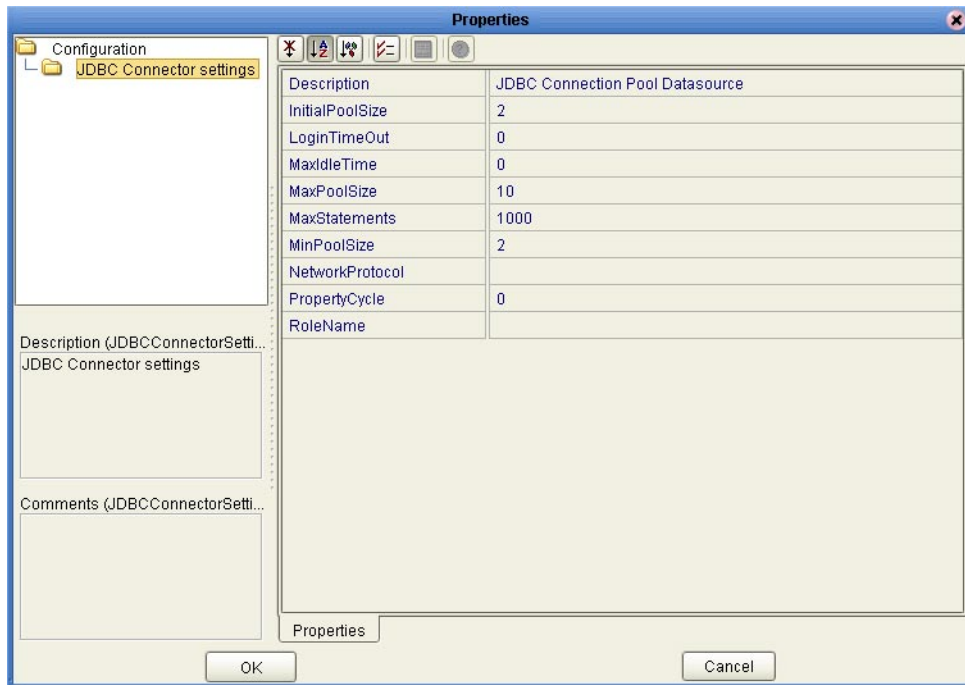 Properties
Configuration
JDBC Connector settings
Description JDBC Connection Pool Datasource
InitialPoolSize 2
LoginTimeOut 0
MaxIdleTime 0
MaxPoolSize 10
MaxStatements 1000
MinPoolSize 2
NetworkProtocol
PropertyCycle 0
RoleName
Description (JDBCConnectorSetti...
JDBC Connector settings
Comments (JDBCConnectorSetti...
Properties
OK Cancel